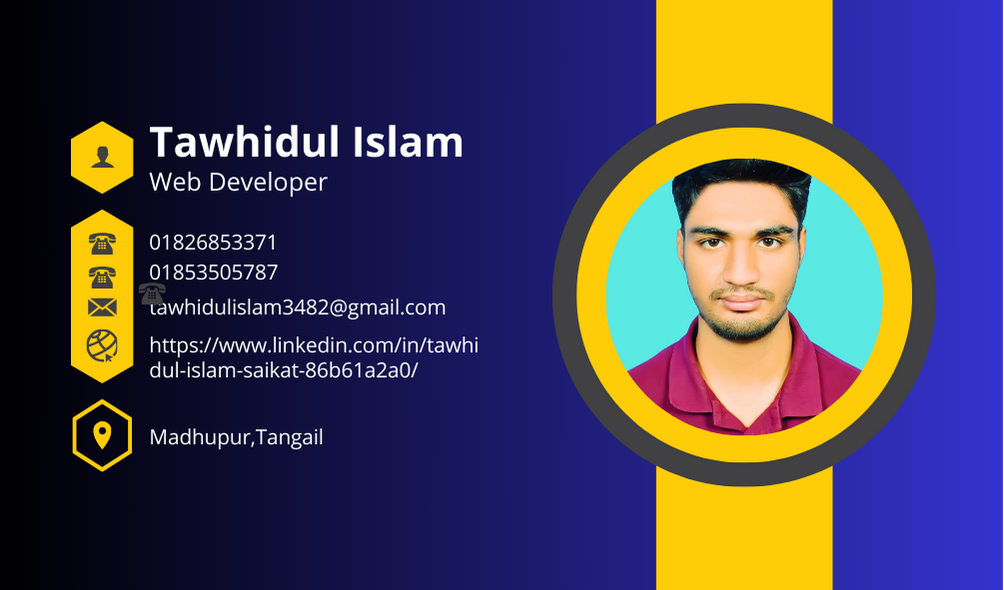 Tawhidul Islam
Web Developer
01826853371
01853505787
tawhidulislam3482@gmail.com
https://www.linkedin.com/in/tawhi
dul-islam-saikat-86b61a2a0/
Madhupur,Tangail